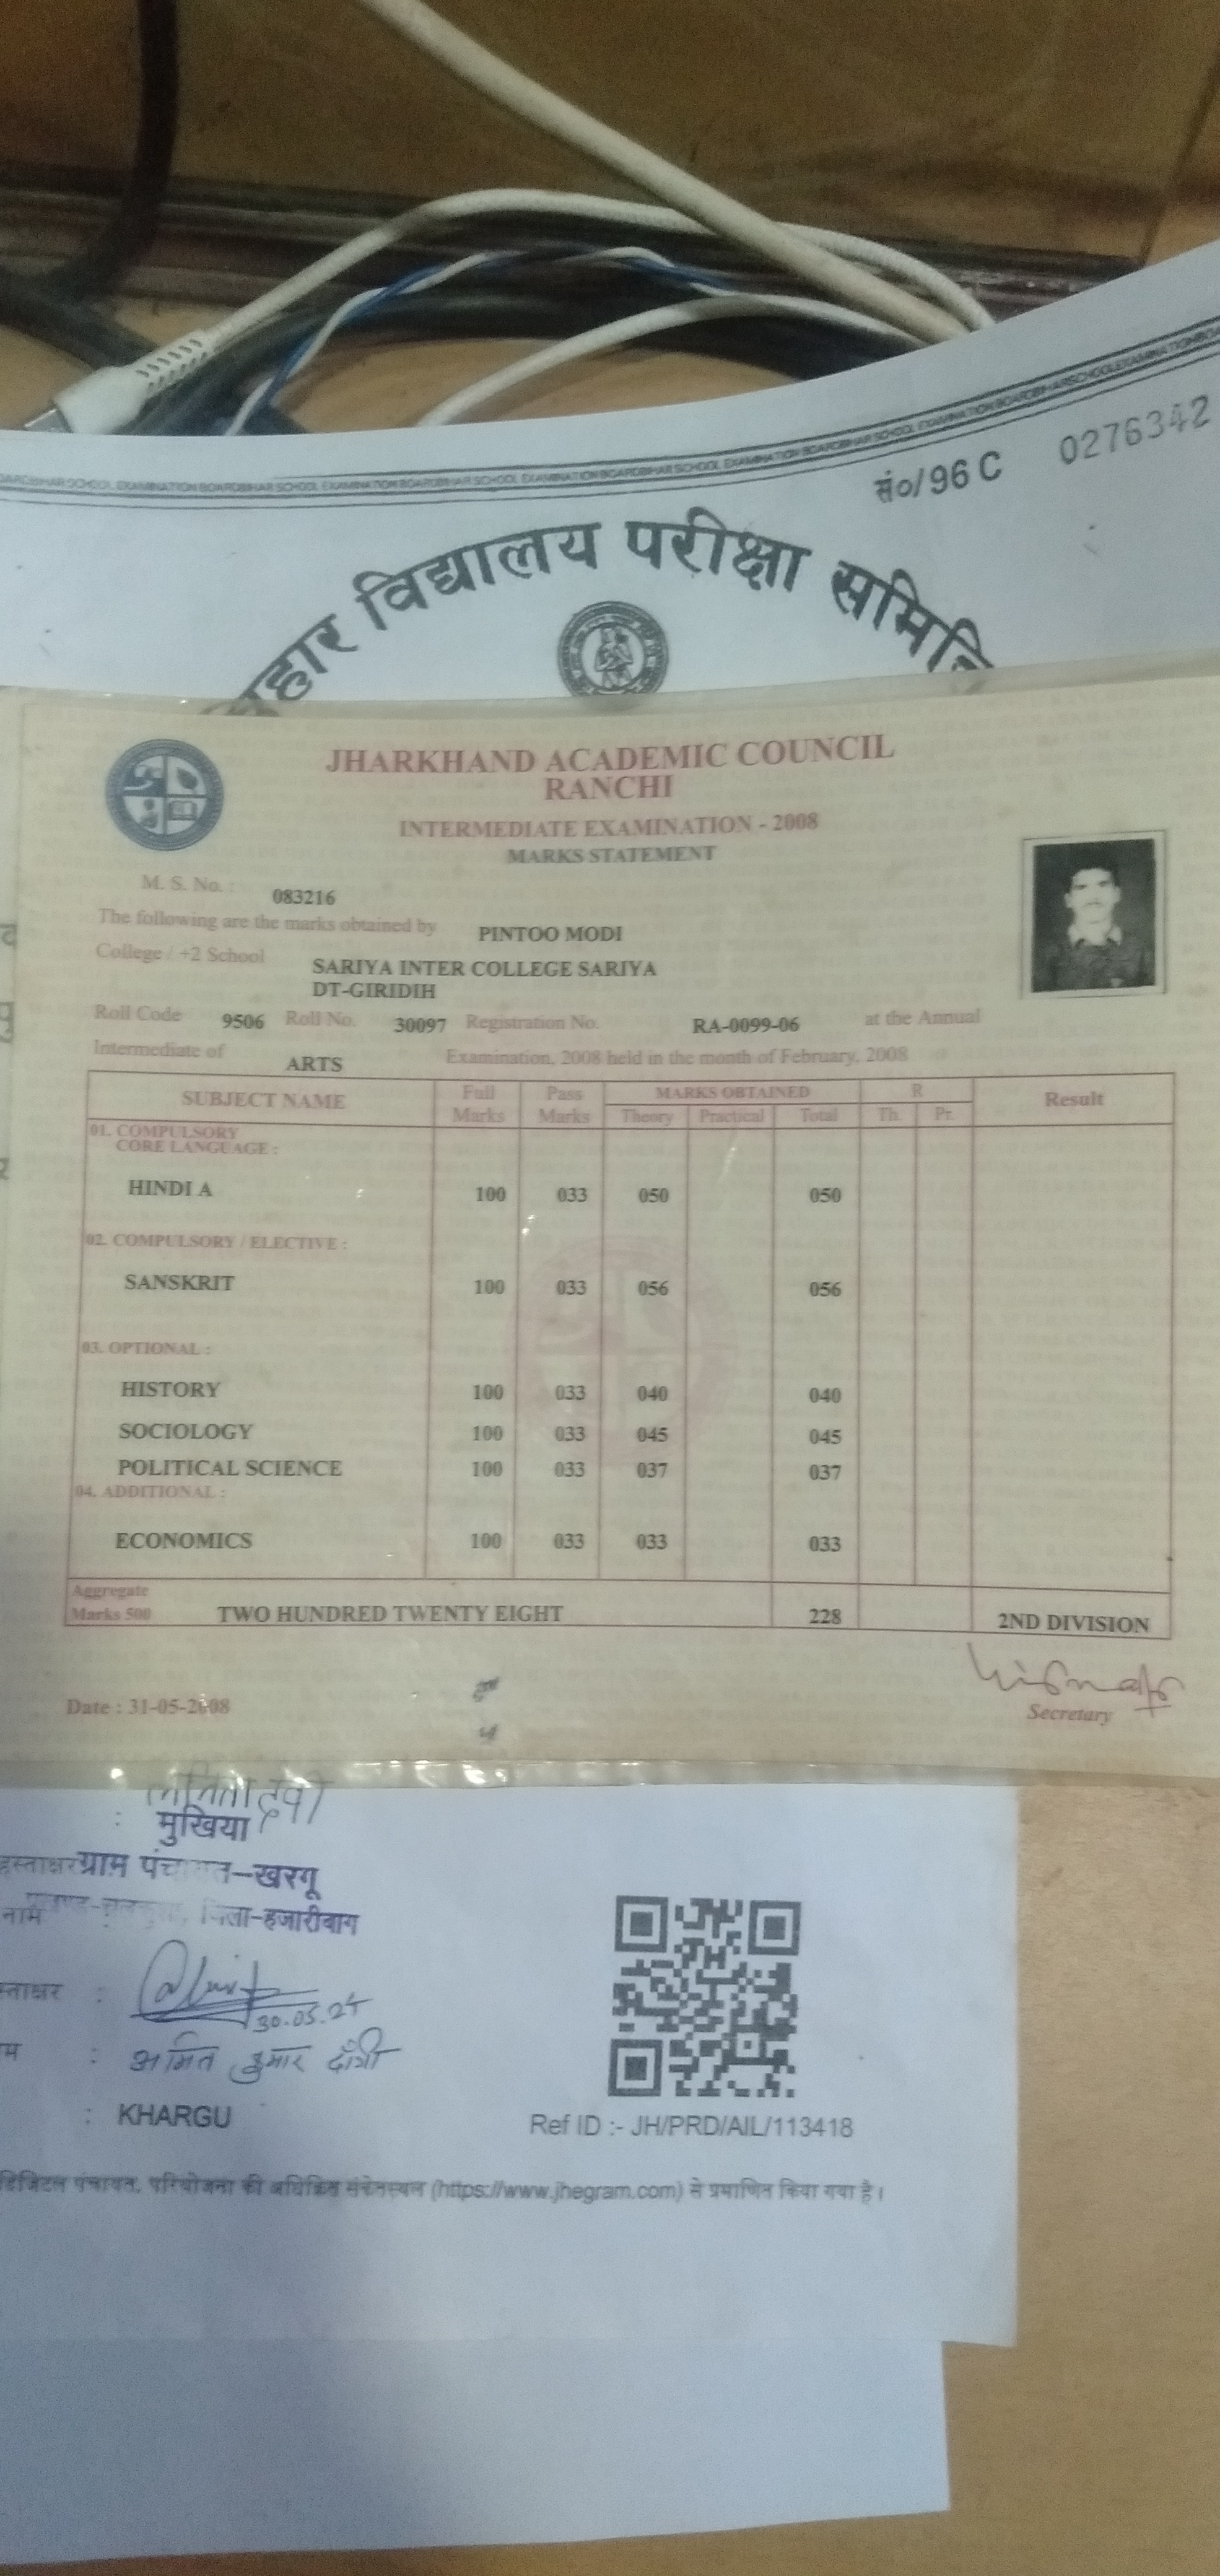 BIHAR SCHOOL EXAMINATION BOARD
सं०/96 C 0276342
विद्यालय परीक्षा
JHARKHAND ACADEMIC COUNCIL
RANCHI
INTERMEDIATE EXAMINATION - 2008
MARKS STATEMENT
M. S. No. : 083216
The following are the marks obtained by PINTOO MODI
College / +2 School SARIYA INTER COLLEGE SARIYA
DT-GIRIDIH
Roll Code 9506 Roll No. 30097 Registration No. RA-0099-06 at the Annual
Intermediate of ARTS Examination, 2008 held in the month of February, 2008
SUBJECT NAME Full Marks Pass Marks MARKS OBTAINED R Result
Theory Practical Total Th. Pr.
01. COMPULSORY
CORE LANGUAGE :
HINDI A 100 033 050 050
02. COMPULSORY / ELECTIVE :
SANSKRIT 100 033 056 056
03. OPTIONAL :
HISTORY 100 033 040 040
SOCIOLOGY 100 033 045 045
POLITICAL SCIENCE 100 033 037 037
04. ADDITIONAL :
ECONOMICS 100 033 033 033
Aggregate
Marks 500 TWO HUNDRED TWENTY EIGHT 228 2ND DIVISION
Date : 31-05-2008
Secretary
: मुखिया
ग्राम पंचायत-खरगू
नाम जिला-हजारीबाग
:
30.05.24
: अमित कुमार
: KHARGU
Ref ID :- JH/PRD/AIL/113418
डिजिटल पंचायत, परियोजना की (https://www.jhegram.com) से प्रमाणित किया गया है।